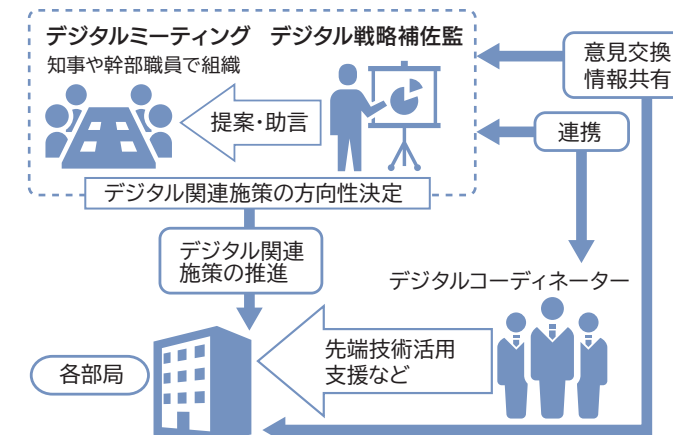 デジタルミーティング　デジタル戦略補佐監
知事や幹部職員で組織
提案・助言
意見交換
情報共有
連携
デジタル関連施策の方向性決定
デジタル関連
施策の推進
デジタルコーディネーター
先端技術活用
支援など
各部局